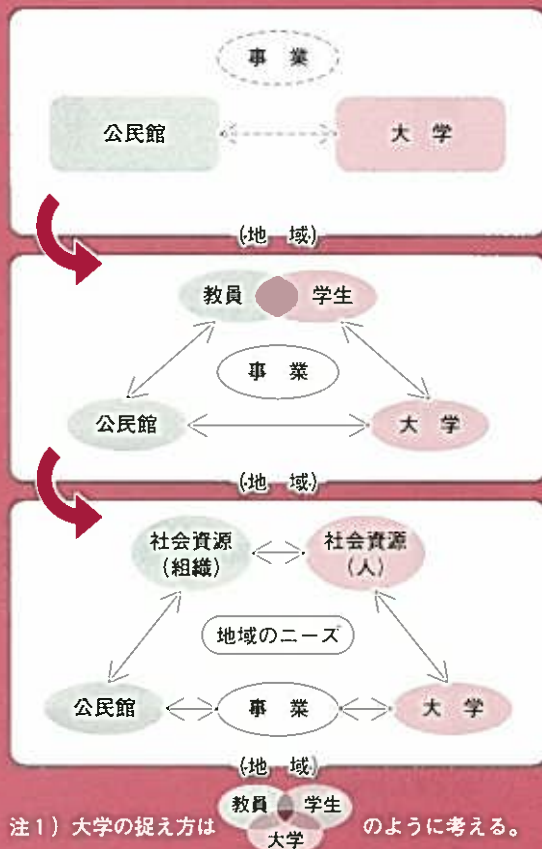 事 業
公民館 大 学
(地 域)
教員 学生
事 業
公民館 大 学
(地 域)
社会資源 社会資源
(組織) (人)
地域のニーズ
公民館 事 業 大 学
(地 域)
教員 学生
注1) 大学の捉え方は のように考える。
大学